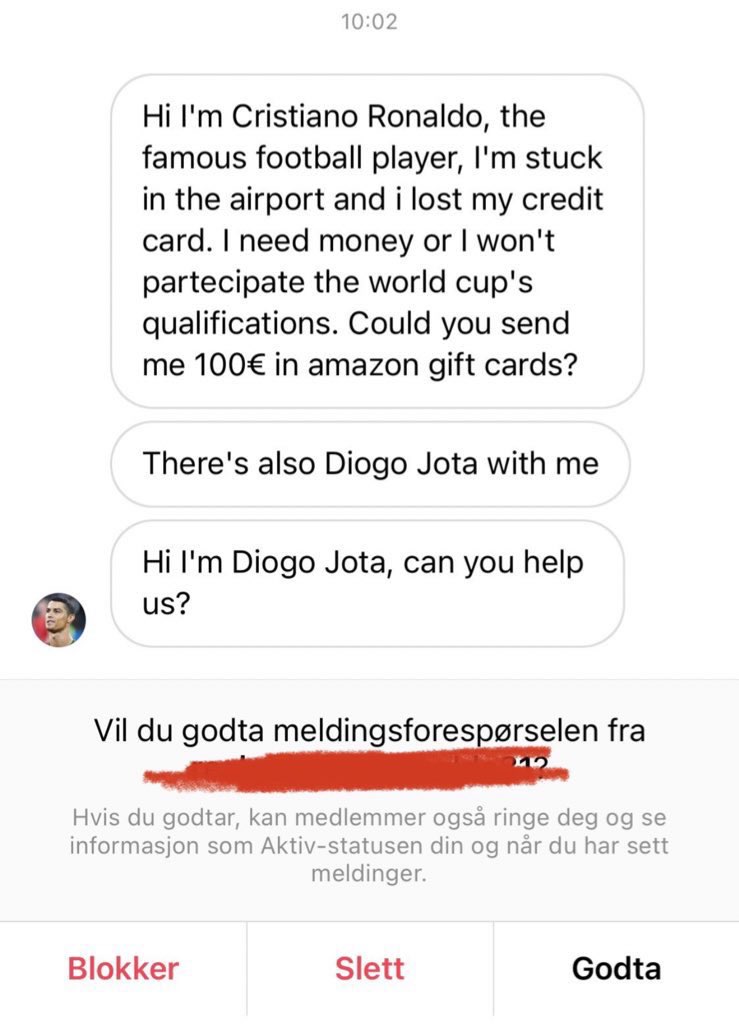 10:02
Hi I'm Cristiano Ronaldo, the
famous football player, I'm stuck
in the airport and i lost my credit
card. I need money or I won't
partecipate the world cup's
qualifications. Could you send
me 100€ in amazon gift cards?
There's also Diogo Jota with me
Hi I'm Diogo Jota, can you help
us?
Vil du godta meldingsforespørselen fra
Hvis du godtar, kan medlemmer også ringe deg og se
informasjon som Aktiv-statusen din og når du har sett
meldinger.
Blokker
Slett
Godta